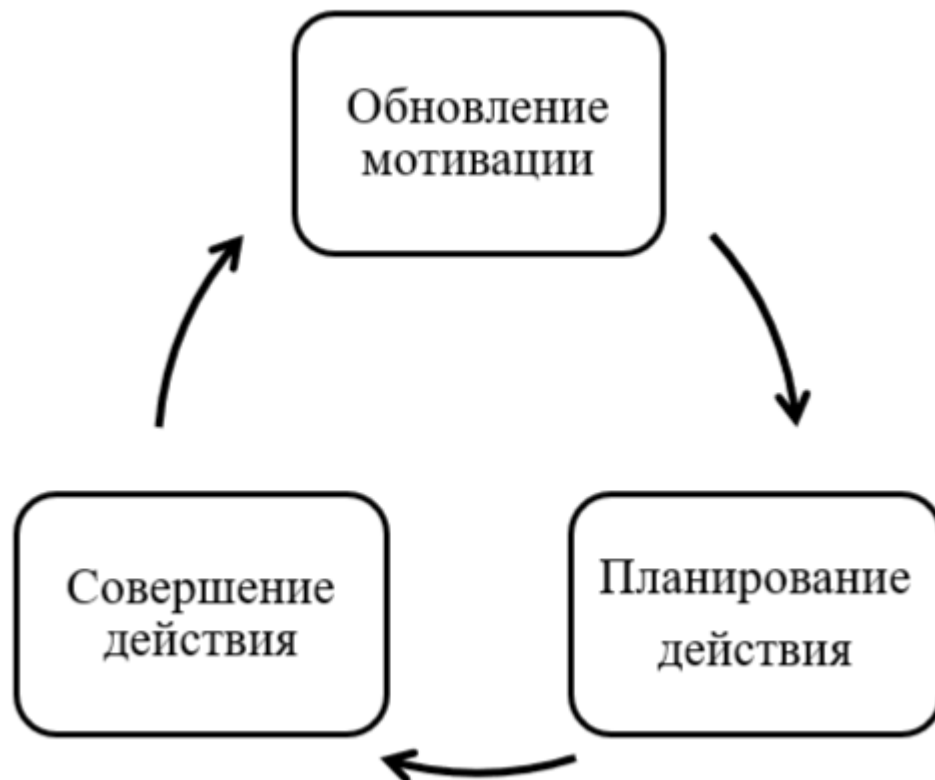 Обновление
мотивации
Совершение
действия
Планирование
действия